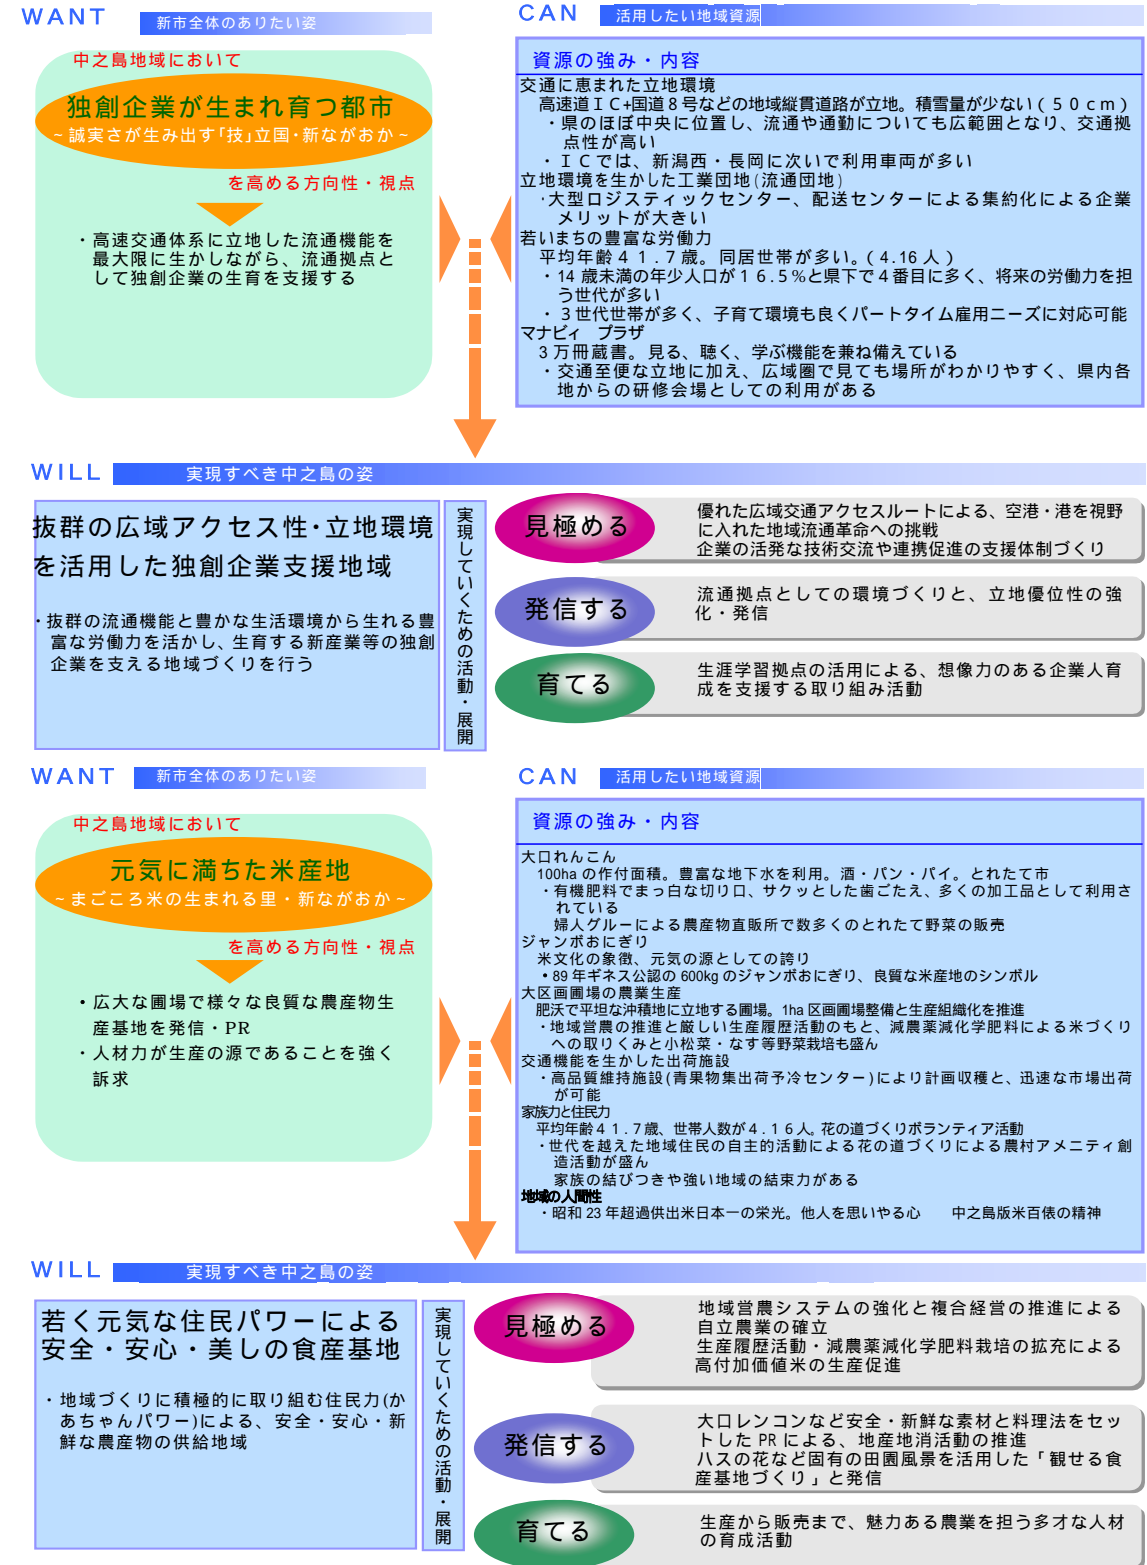 WANT
新市全体のありたい姿
中之島地域において
独創企業が生まれ育つ都市
~誠実さが生み出す「技」立国・新ながおか~
を高める方向性・視点
・高速交通体系に立地した流通機能を
最大限に生かしながら、流通拠点と
して独創企業の生育を支援する
CAN
活用したい地域資源
資源の強み・内容
交通に恵まれた立地環境
高速道IC+国道8号などの地域縦貫道路が立地。積雪量が少ない(50cm)
・県のほぼ中央に位置し、流通や通勤についても広範囲となり、交通拠
点性が高い
・ICでは、新潟西・長岡に次いで利用車両が多い
立地環境を生かした工業団地(流通団地)
・大型ロジスティックセンター、配送センターによる集約化による企業
メリットが大きい
若いまちの豊富な労働力
平均年齢41.7歳。同居世帯が多い。(4.16人)
・14歳未満の年少人口が16.5%と県下で4番目に多く、将来の労働力を担
う世代が多い
・3世代世帯が多く、子育て環境も良くパートタイム雇用ニーズに対応可能
マナビィ プラザ
3万冊蔵書。見る、聴く、学ぶ機能を兼ね備えている
・交通至便な立地に加え、広域圏で見ても場所がわかりやすく、県内各
地からの研修会場としての利用がある
WILL
実現すべき中之島の姿
抜群の広域アクセス性・立地環境
を活用した独創企業支援地域
・抜群の流通機能と豊かな生活環境から生れる豊
富な労働力を活かし、生育する新産業等の独創
企業を支える地域づくりを行う
実現していくための活動・展開
見極める
優れた広域交通アクセスルートによる、空港・港を視野
に入れた地域流通革命への挑戦
企業の活発な技術交流や連携促進の支援体制づくり
発信する
流通拠点としての環境づくりと、立地優位性の強
化・発信
育てる
生涯学習拠点の活用による、想像力のある企業人育
成を支援する取り組み活動
WANT
新市全体のありたい姿
中之島地域において
元気に満ちた米産地
~まごころ米の生まれる里・新ながおか~
を高める方向性・視点
・広大な圃場で様々な良質な農産物生
産基地を発信・PR
・人材力が生産の源であることを強く
訴求
CAN
活用したい地域資源
資源の強み・内容
大口れんこん
100haの作付面積。豊富な地下水を利用。酒・パン・パイ。とれたて市
・有機肥料でまっ白な切り口、サクッとした歯ごたえ、多くの加工品として利用さ
れている
婦人グルーによる農産物直販所で数多くのとれたて野菜の販売
ジャンボおにぎり
米文化の象徴、元気の源としての誇り
・89年ギネス公認の600kgのジャンボおにぎり、良質な米産地のシンボル
大区画圃場の農業生産
肥沃で平坦な沖積地に立地する圃場。1ha区画圃場整備と生産組織化を推進
・地域営農の推進と厳しい生産履歴活動のもと、減農薬減化学肥料による米づくり
への取りくみと小松菜・なす等野菜栽培も盛ん
交通機能を生かした出荷施設
・高品質維持施設(青果物集出荷予冷センター)により計画収穫と、迅速な市場出荷
が可能
家族力と住民力
平均年齢41.7歳、世帯人数が4.16人。花の道づくりボランティア活動
・世代を越えた地域住民の自主的活動による花の道づくりによる農村アメニティ創
造活動が盛ん
家族の結びつきや強い地域の結束力がある
地域の人間性
・昭和23年超過供出米日本一の栄光。他人を思いやる心 中之島版米百俵の精神
WILL
実現すべき中之島の姿
若く元気な住民パワーによる
安全・安心・美しの食産基地
・地域づくりに積極的に取り組む住民力(か
あちゃんパワー)による、安全・安心・新
鮮な農産物の供給地域
実現していくための活動・展開
見極める
地域営農システムの強化と複合経営の推進による
自立農業の確立
生産履歴活動・減農薬減化学肥料栽培の拡充による
高付加価値米の生産促進
発信する
大口レンコンなど安全・新鮮な素材と料理法をセッ
トしたPRによる、地産地消活動の推進
ハスの花など固有の田園風景を活用した「観せる食
産基地づくり」と発信
育てる
生産から販売まで、魅力ある農業を担う多才な人材
の育成活動